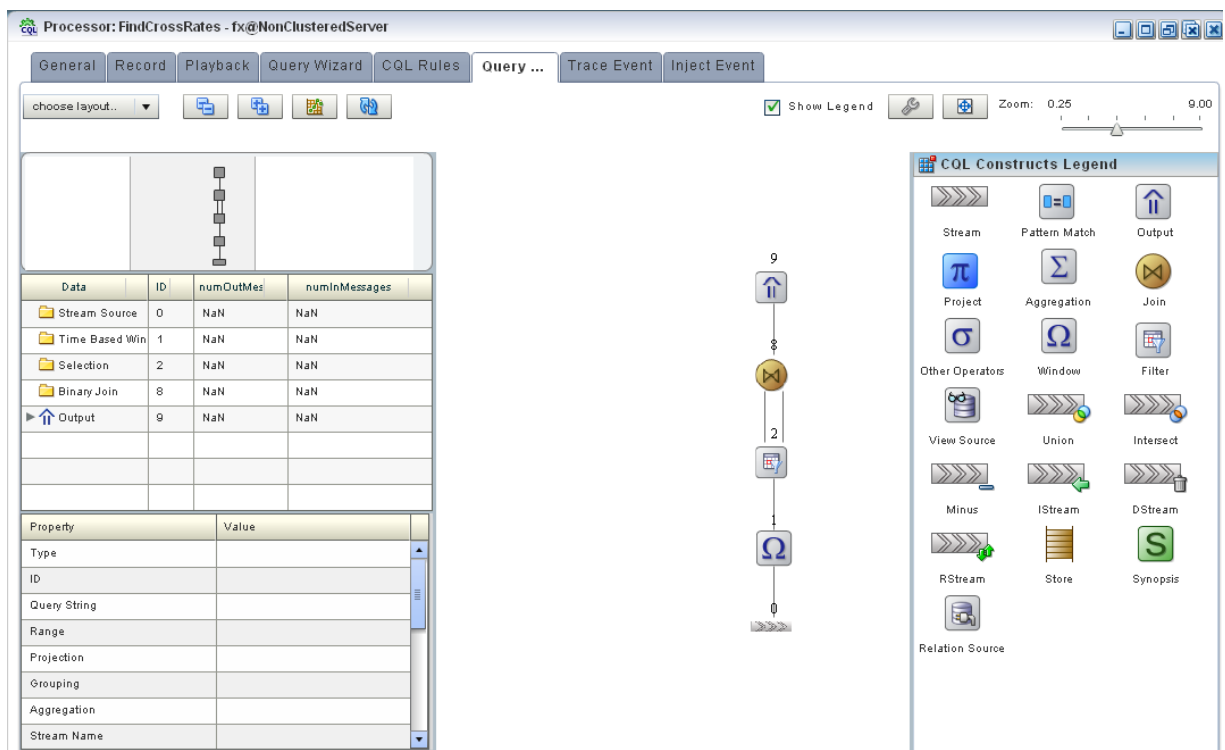 CQL Processor: FindCrossRates - fx@NonClusteredServer
General Record Playback Query Wizard CQL Rules Query ... Trace Event Inject Event
choose layout.. Show Legend Zoom: 0.25 9.00
Data ID numOutMes numInMessages
Stream Source 0 NaN NaN
Time Based Win 1 NaN NaN
Selection 2 NaN NaN
Binary Join 8 NaN NaN
Output 9 NaN NaN
Property Value
Type
ID
Query String
Range
Projection
Grouping
Aggregation
Stream Name
9
8
2
1
Ω
0
CQL Constructs Legend
Stream Pattern Match Output
π Σ
Project Aggregation Join
σ Ω
Other Operators Window Filter
View Source Union Intersect
Minus IStream DStream
S
RStream Store Synopsis
Relation Source